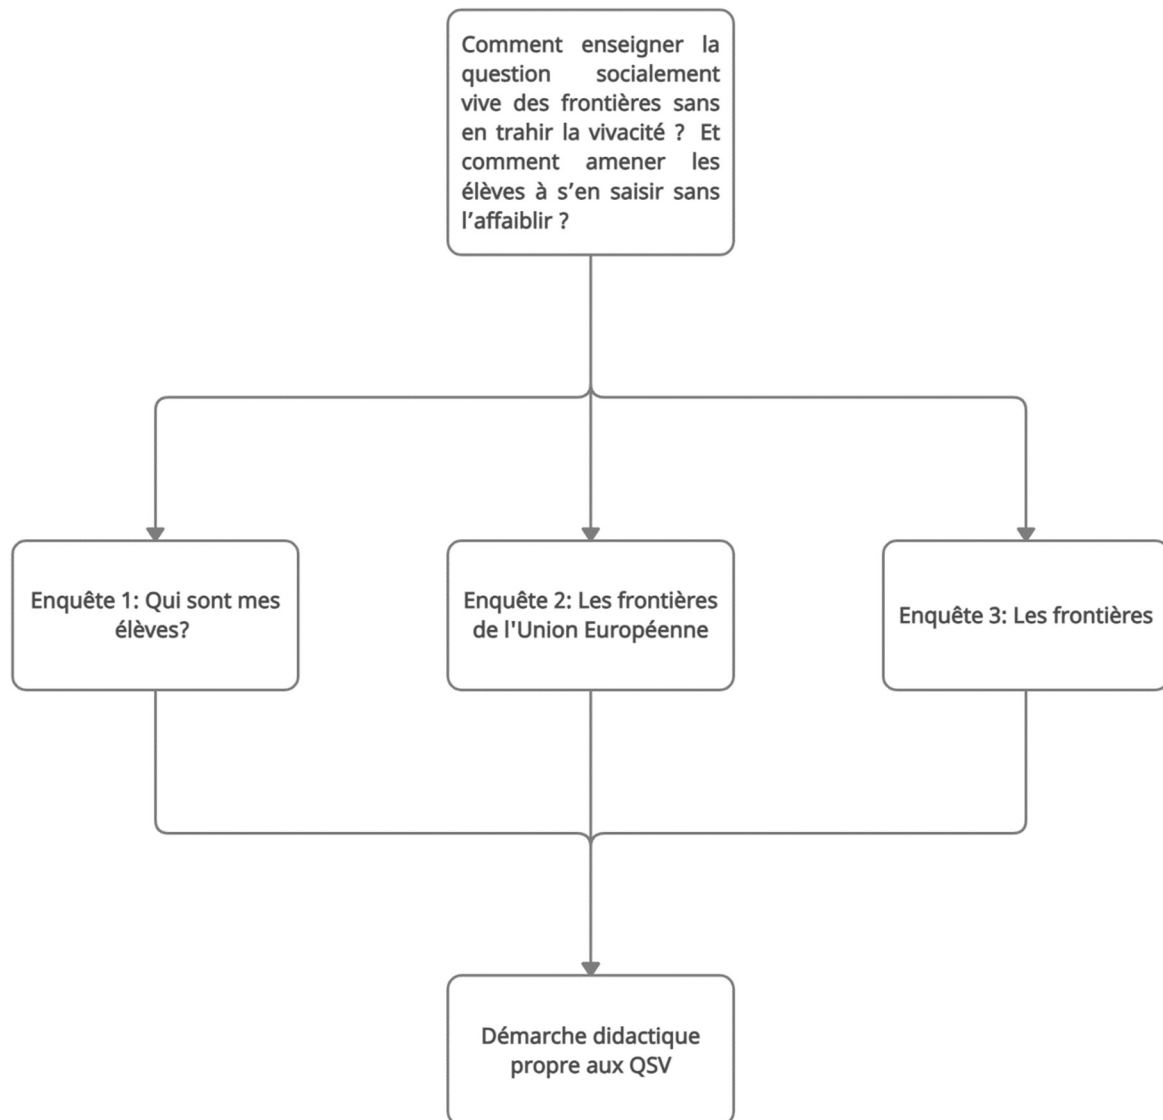 Comment enseigner la
question socialement
vive des frontières sans
en trahir la vivacité ? Et
comment amener les
élèves à s’en saisir sans
l’affaiblir ?
Enquête 1: Qui sont mes
élèves?
Enquête 2: Les frontières
de l'Union Européenne
Enquête 3: Les frontières
Démarche didactique
propre aux QSV